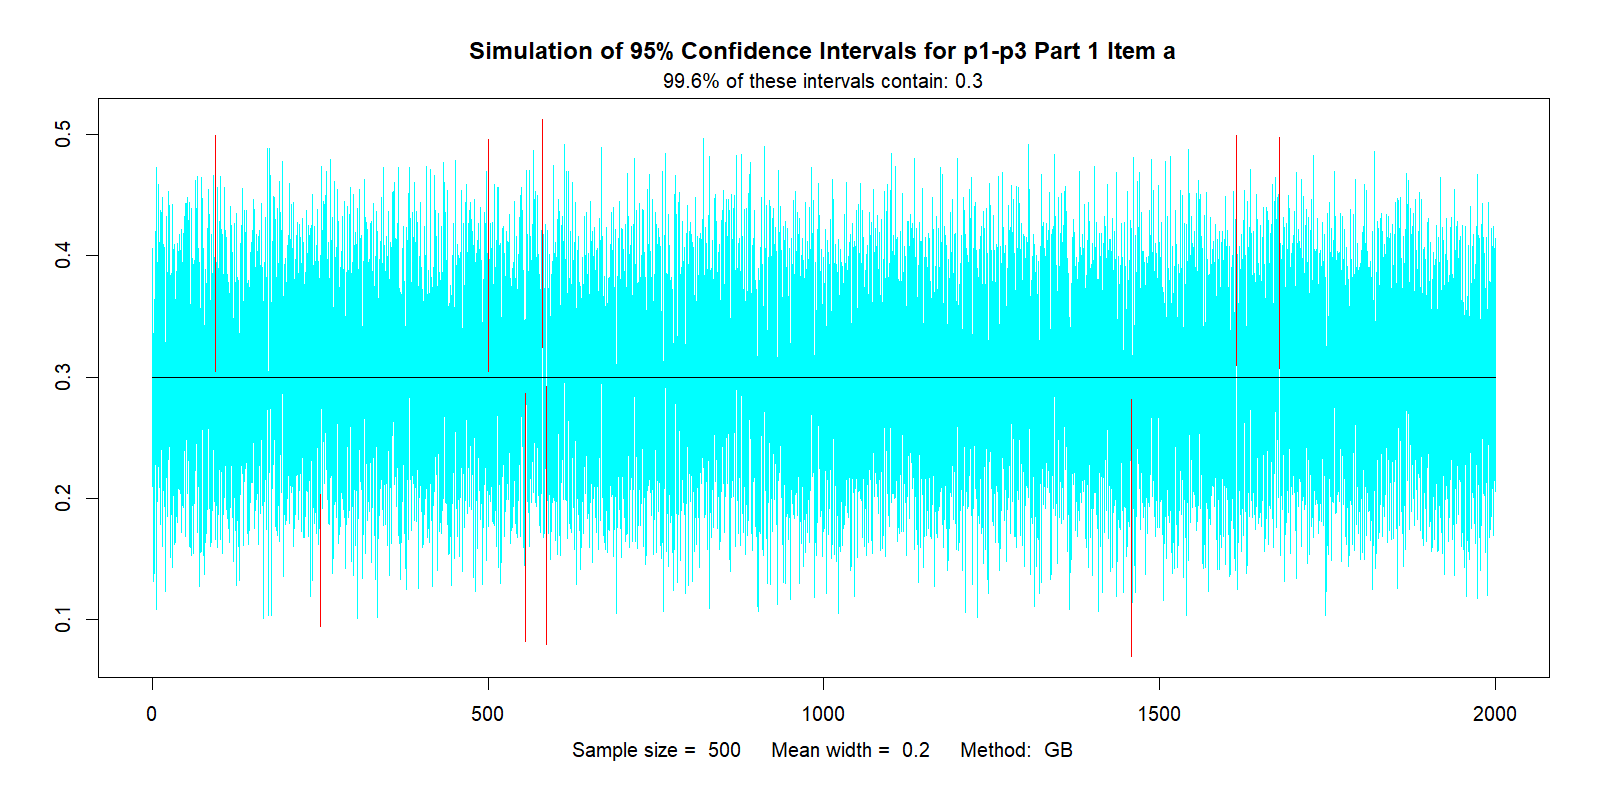 Simulation of 95% Confidence Intervals for p1-p3 Part 1 Item a
99.6% of these intervals contain: 0.3
0.5
0.4
0.3
0.2
0.1
0 500 1000 1500 2000
Sample size = 500 Mean width = 0.2 Method: GB